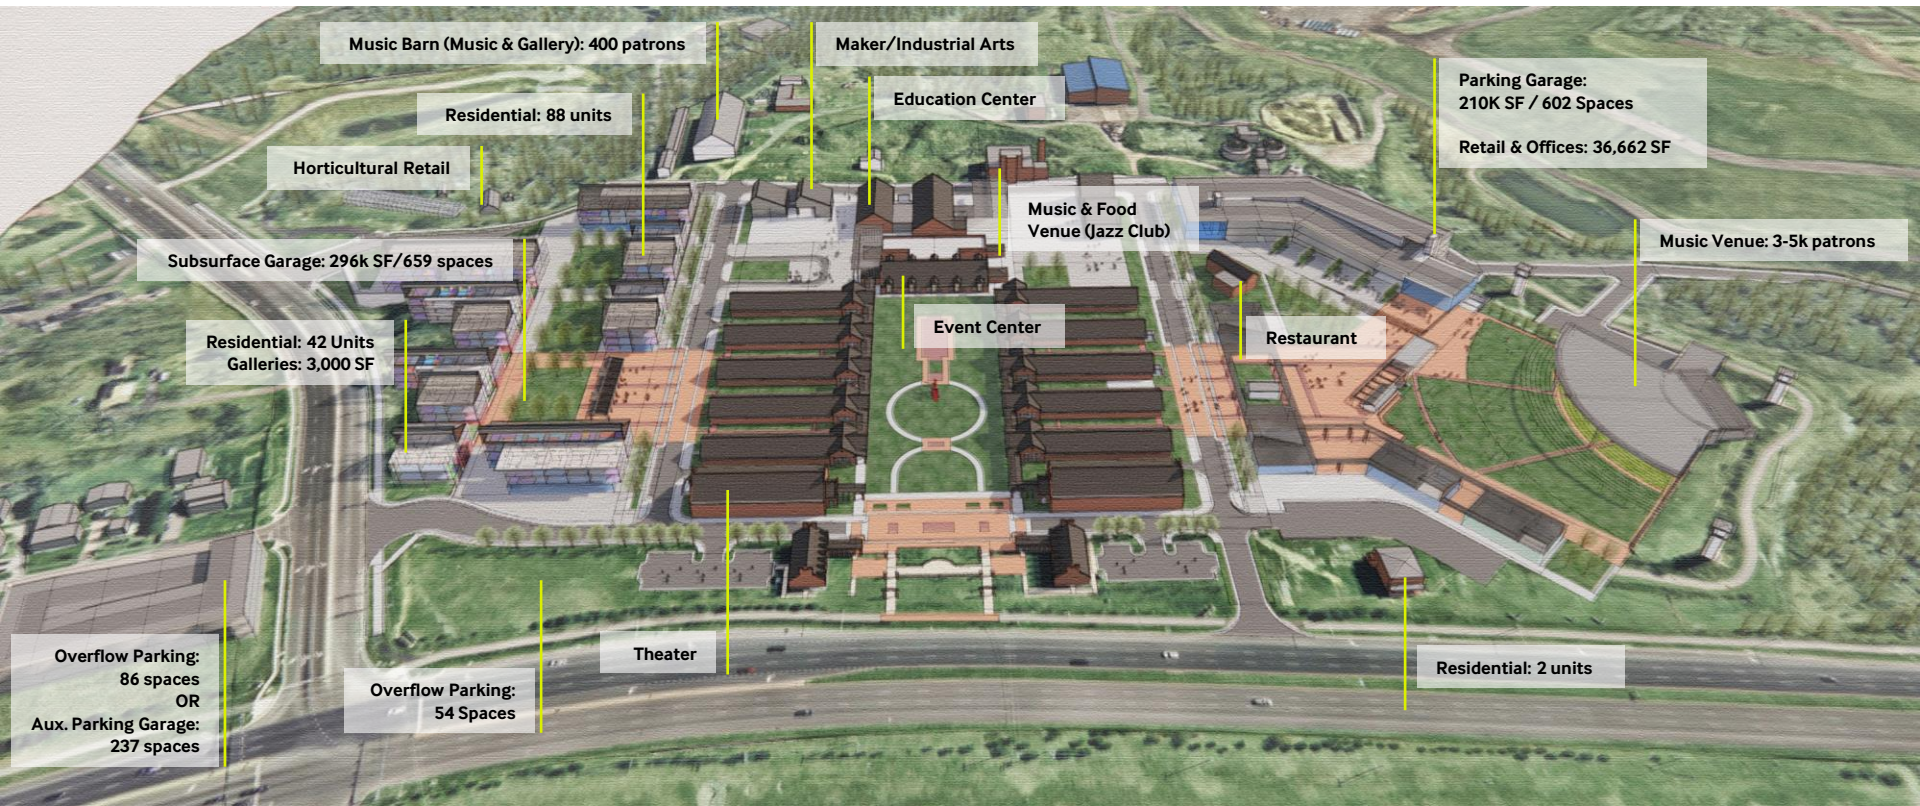 Music Barn (Music & Gallery): 400 patrons
Maker/Industrial Arts
Residential: 88 units
Education Center
Parking Garage:
210K SF / 602 Spaces
Retail & Offices: 36,662 SF
Horticultural Retail
Music & Food
Venue (Jazz Club)
Music Venue: 3-5k patrons
Subsurface Garage: 296k SF/659 spaces
Event Center
Restaurant
Residential: 42 Units
Galleries: 3,000 SF
Overflow Parking:
86 spaces
OR
Aux. Parking Garage:
237 spaces
Overflow Parking:
54 Spaces
Theater
Residential: 2 units